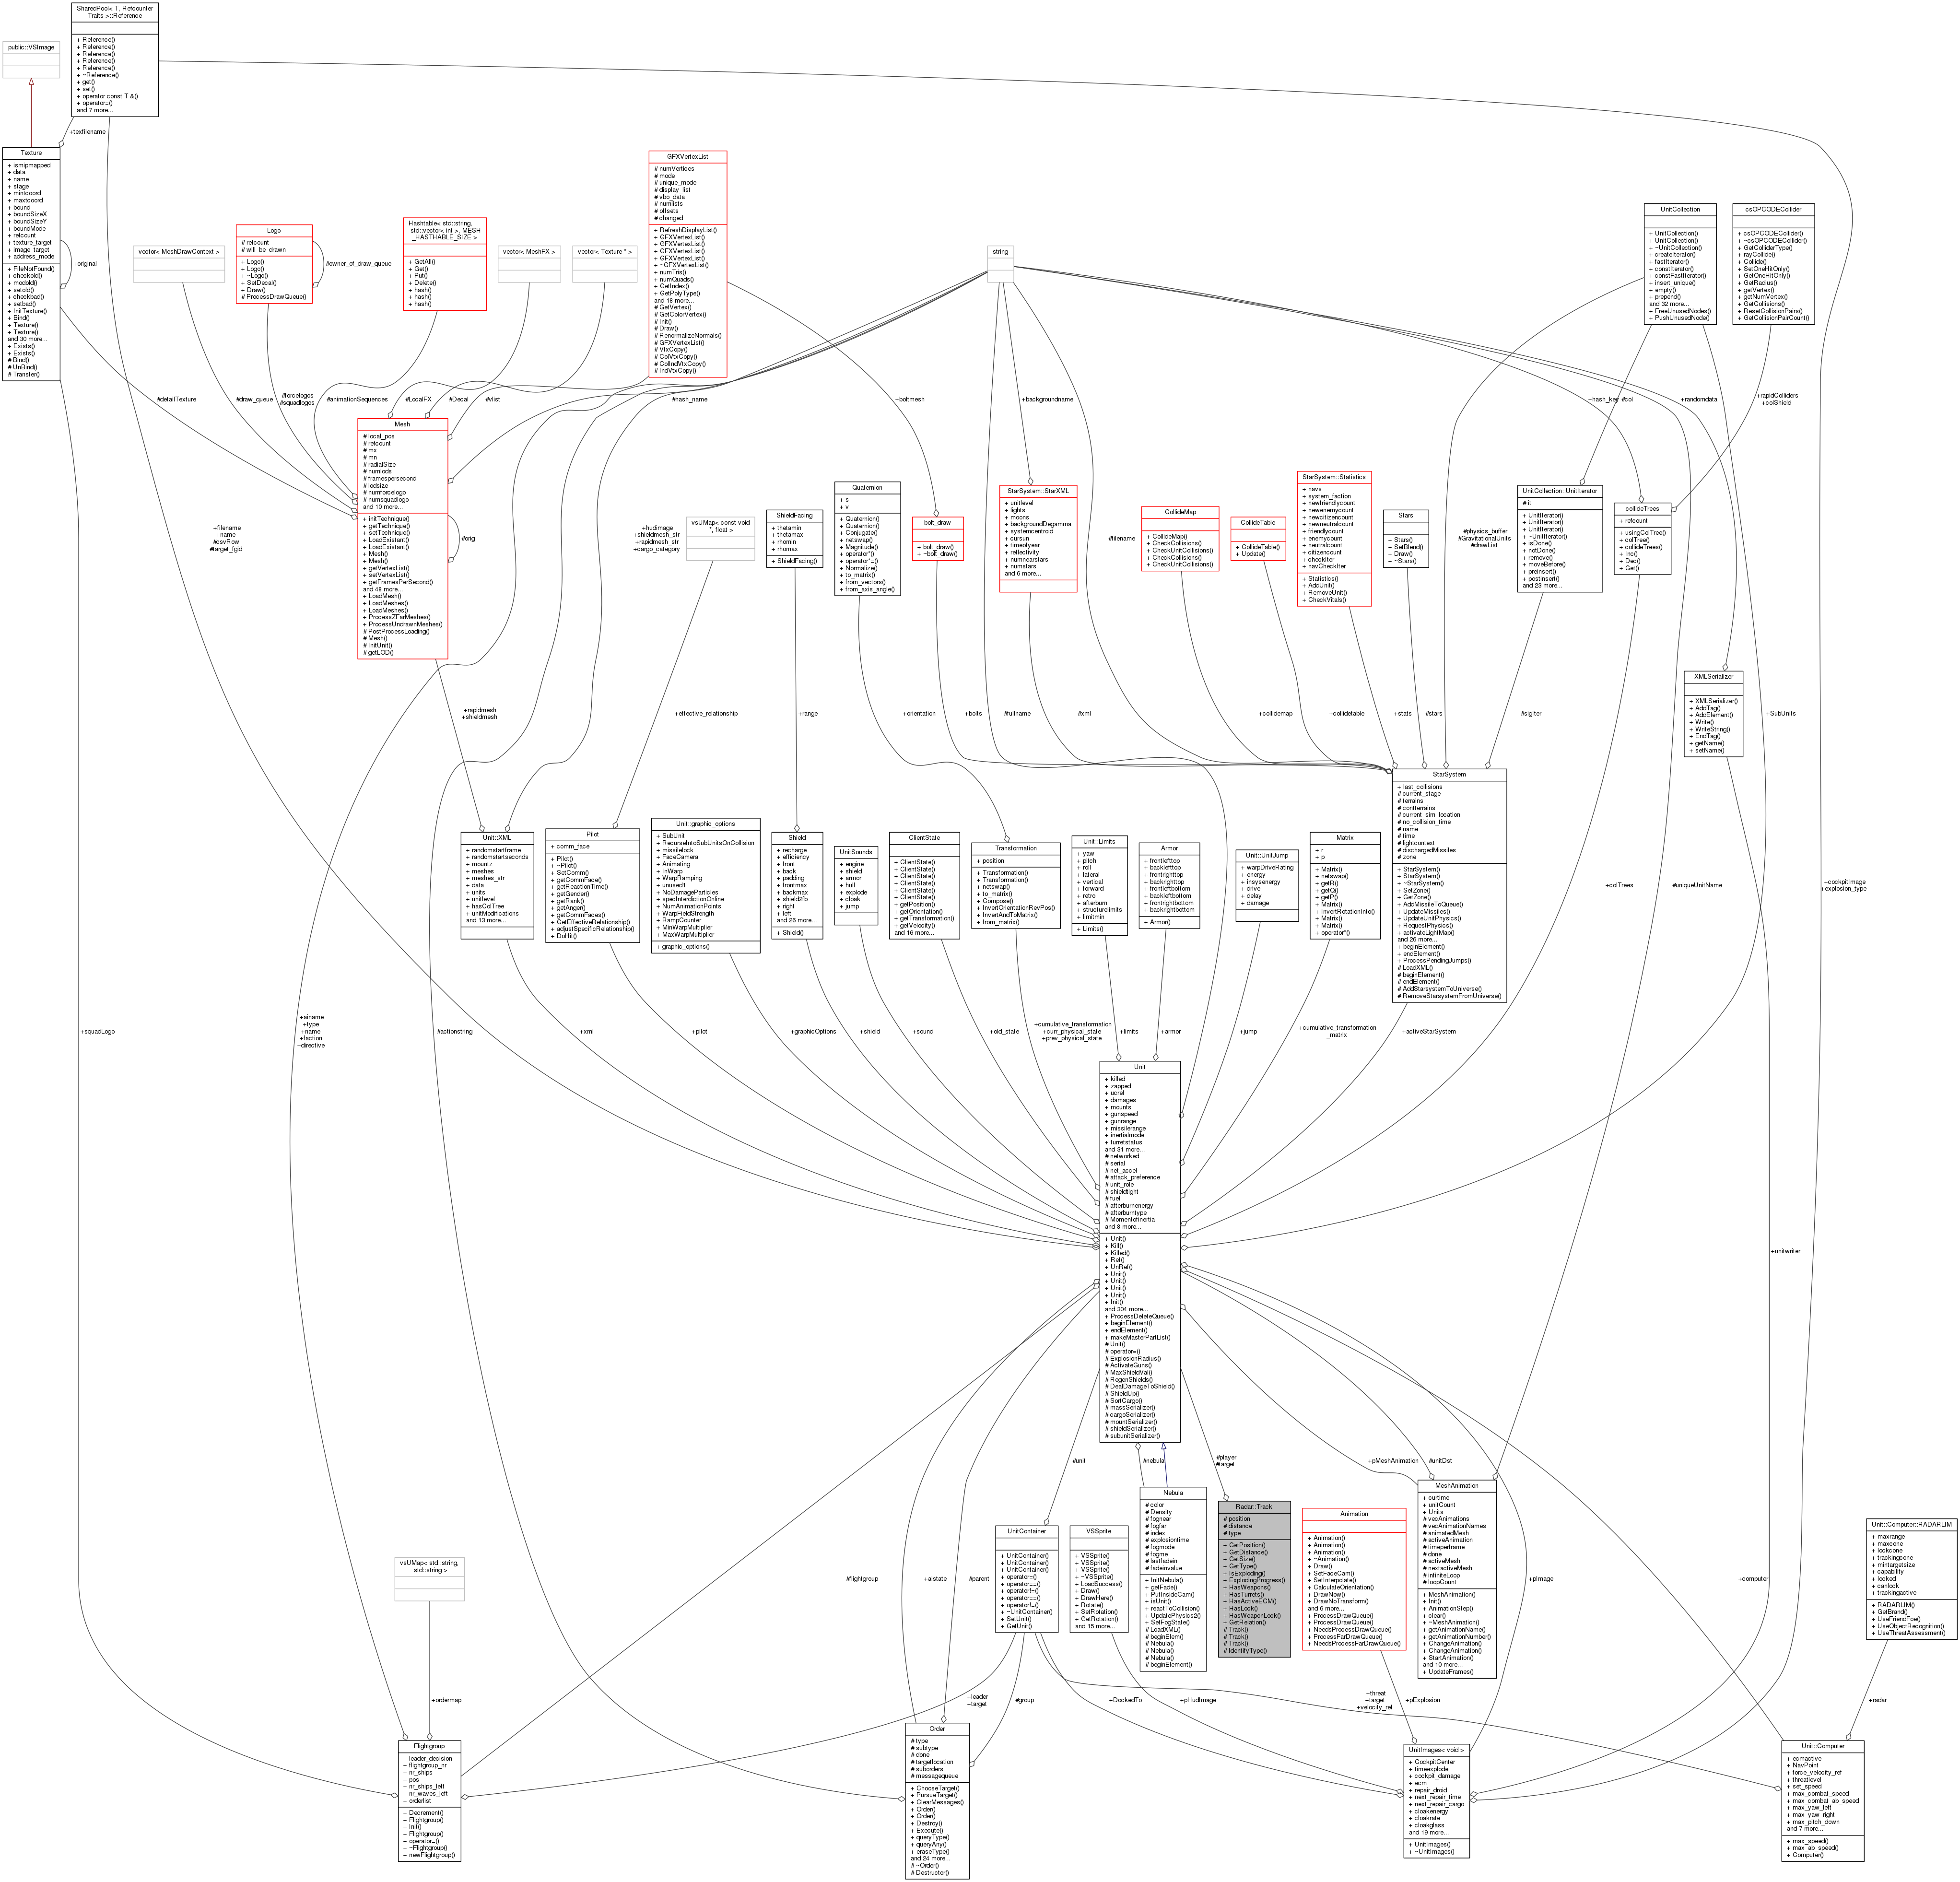 SharedPool< T, Refcounter
Traits >::Reference
+ Reference()
+ Reference()
+ Reference()
+ Reference()
+ Reference()
+ ~Reference()
+ get()
+ set()
+ operator const T &()
+ operator=()
and 7 more...
public::VSImage
+texfilename
Texture
+ ismipmapped
+ data
+ name
+ stage
+ mintcoord
+ maxtcoord
+ bound
+ boundSizeX
+ boundSizeY
+ boundMode
+ refcount
+ texture_target
+ image_target
+ address_mode
+ FileNotFound()
+ checkold()
+ modold()
+ setold()
+ checkbad()
+ setbad()
+ InitTexture()
+ Bind()
+ Texture()
+ Texture()
and 30 more...
+ Exists()
+ Exists()
# Bind()
# UnBind()
# Transfer()
+original
vector< MeshDrawContext >
Logo
# refcount
# will_be_drawn
+ Logo()
+ Logo()
+ ~Logo()
+ SetDecal()
+ Draw()
# ProcessDrawQueue()
#owner_of_draw_queue
Hashtable< std::string,
std::vector< int >, MESH
_HASTHABLE_SIZE >
+ GetAll()
+ Get()
+ Put()
+ Delete()
+ hash()
+ hash()
+ hash()
vector< MeshFX >
vector< Texture * >
GFXVertexList
# numVertices
# mode
# unique_mode
# display_list
# vbo_data
# numlists
# offsets
# changed
+ RefreshDisplayList()
+ GFXVertexList()
+ GFXVertexList()
+ GFXVertexList()
+ GFXVertexList()
+ ~GFXVertexList()
+ numTris()
+ numQuads()
+ GetIndex()
+ GetPolyType()
and 18 more...
# GetVertex()
# GetColorVertex()
# Init()
# Draw()
# RenormalizeNormals()
# GFXVertexList()
# VtxCopy()
# ColVtxCopy()
# ColIndVtxCopy()
# IndVtxCopy()
string
UnitCollection
+ UnitCollection()
+ UnitCollection()
+ ~UnitCollection()
+ createIterator()
+ fastIterator()
+ constIterator()
+ constFastIterator()
+ insert_unique()
+ empty()
+ prepend()
and 32 more...
+ FreeUnusedNodes()
+ PushUnusedNode()
csOPCODECollider
+ csOPCODECollider()
+ ~csOPCODECollider()
+ GetColliderType()
+ rayCollide()
+ Collide()
+ SetOneHitOnly()
+ GetOneHitOnly()
+ GetRadius()
+ getVertex()
+ getNumVertex()
+ GetCollisions()
+ ResetCollisionPairs()
+ GetCollisionPairCount()
#detailTexture
#draw_queue
#forcelogos
#squadlogos
#animationSequences
#LocalFX
#Decal
#vlist
#hash_name
+boltmesh
+backgroundname
+hash_key
#col
+randomdata
+rapidColliders
+colShield
Mesh
# local_pos
# refcount
# mx
# mn
# radialSize
# numlods
# framespersecond
# lodsize
# numforcelogo
# numsquadlogo
and 10 more...
+ initTechnique()
+ getTechnique()
+ setTechnique()
+ LoadExistant()
+ LoadExistant()
+ Mesh()
+ Mesh()
+ getVertexList()
+ setVertexList()
+ getFramesPerSecond()
and 48 more...
+ LoadMesh()
+ LoadMeshes()
+ LoadMeshes()
+ ProcessZFarMeshes()
+ ProcessUndrawnMeshes()
# PostProcessLoading()
# Mesh()
# InitUnit()
# getLOD()
#orig
+filename
+name
#csvRow
#target_fgid
+hudimage
+shieldmesh_str
+rapidmesh_str
+cargo_category
vsUMap< const void
*, float >
ShieldFacing
+ thetamin
+ thetamax
+ rhomin
+ rhomax
+ ShieldFacing()
Quaternion
+ s
+ v
+ Quaternion()
+ Quaternion()
+ Conjugate()
+ netswap()
+ Magnitude()
+ operator*()
+ operator*=()
+ Normalize()
+ to_matrix()
+ from_vectors()
+ from_axis_angle()
bolt_draw
+ bolt_draw()
+ ~bolt_draw()
StarSystem::StarXML
+ unitlevel
+ lights
+ moons
+ backgroundDegamma
+ systemcentroid
+ cursun
+ timeofyear
+ reflectivity
+ numnearstars
+ numstars
and 6 more...
#filename
CollideMap
+ CollideMap()
+ CheckCollisions()
+ CheckUnitCollisions()
+ CheckCollisions()
+ CheckUnitCollisions()
CollideTable
+ CollideTable()
+ Update()
StarSystem::Statistics
+ navs
+ system_faction
+ newfriendlycount
+ newenemycount
+ newcitizencount
+ newneutralcount
+ friendlycount
+ enemycount
+ neutralcount
+ citizencount
+ checkIter
+ navCheckIter
+ Statistics()
+ AddUnit()
+ RemoveUnit()
+ CheckVitals()
Stars
+ Stars()
+ SetBlend()
+ Draw()
+ ~Stars()
#physics_buffer
#GravitationalUnits
#drawList
UnitCollection::UnitIterator
# it
+ UnitIterator()
+ UnitIterator()
+ UnitIterator()
+ ~UnitIterator()
+ isDone()
+ notDone()
+ remove()
+ moveBefore()
+ preinsert()
+ postinsert()
and 23 more...
collideTrees
+ refcount
+ usingColTree()
+ colTree()
+ collideTrees()
+ Inc()
+ Dec()
+ Get()
XMLSerializer
+ XMLSerializer()
+ AddTag()
+ AddElement()
+ Write()
+ WriteString()
+ EndTag()
+ getName()
+ setName()
+rapidmesh
+shieldmesh
+effective_relationship
+range
+orientation
+bolts
#fullname
#xml
+collidemap
+collidetable
+stats
#stars
#sigIter
+SubUnits
Unit::XML
+ randomstartframe
+ randomstartseconds
+ mountz
+ meshes
+ meshes_str
+ data
+ units
+ unitlevel
+ hasColTree
+ unitModifications
and 13 more...
Pilot
+ comm_face
+ Pilot()
+ ~Pilot()
+ SetComm()
+ getCommFace()
+ getReactionTime()
+ getGender()
+ getRank()
+ getAnger()
+ getCommFaces()
+ GetEffectiveRelationship()
+ adjustSpecificRelationship()
+ DoHit()
Unit::graphic_options
+ SubUnit
+ RecurseIntoSubUnitsOnCollision
+ missilelock
+ FaceCamera
+ Animating
+ InWarp
+ WarpRamping
+ unused1
+ NoDamageParticles
+ specInterdictionOnline
+ NumAnimationPoints
+ WarpFieldStrength
+ RampCounter
+ MinWarpMultiplier
+ MaxWarpMultiplier
+ graphic_options()
Shield
+ recharge
+ efficiency
+ front
+ back
+ padding
+ frontmax
+ backmax
+ shield2fb
+ right
+ left
and 26 more...
+ Shield()
UnitSounds
+ engine
+ shield
+ armor
+ hull
+ explode
+ cloak
+ jump
ClientState
+ ClientState()
+ ClientState()
+ ClientState()
+ ClientState()
+ ClientState()
+ ClientState()
+ getPosition()
+ getOrientation()
+ getTransformation()
+ getVelocity()
and 16 more...
Transformation
+ position
+ Transformation()
+ Transformation()
+ netswap()
+ to_matrix()
+ Compose()
+ InvertOrientationRevPos()
+ InvertAndToMatrix()
+ from_matrix()
Unit::Limits
+ yaw
+ pitch
+ roll
+ lateral
+ vertical
+ forward
+ retro
+ afterburn
+ structurelimits
+ limitmin
+ Limits()
Armor
+ frontlefttop
+ backlefttop
+ frontrighttop
+ backrighttop
+ frontleftbottom
+ backleftbottom
+ frontrightbottom
+ backrightbottom
+ Armor()
Unit::UnitJump
+ warpDriveRating
+ energy
+ insysenergy
+ drive
+ delay
+ damage
Matrix
+ r
+ p
+ Matrix()
+ netswap()
+ getR()
+ getQ()
+ getP()
+ Matrix()
+ InvertRotationInto()
+ Matrix()
+ Matrix()
+ operator*()
StarSystem
+ last_collisions
# current_stage
# terrains
# contterrains
# current_sim_location
# no_collision_time
# name
# time
# lightcontext
# dischargedMissiles
# zone
+ StarSystem()
+ StarSystem()
+ ~StarSystem()
+ SetZone()
+ GetZone()
+ AddMissileToQueue()
+ UpdateMissiles()
+ UpdateUnitPhysics()
+ RequestPhysics()
+ activateLightMap()
and 26 more...
+ beginElement()
+ endElement()
+ ProcessPendingJumps()
# LoadXML()
# beginElement()
# endElement()
# AddStarsystemToUniverse()
# RemoveStarsystemFromUniverse()
+colTrees
#uniqueUnitName
+cockpitImage
+explosion_type
+squadLogo
+ainame
+type
+name
+faction
+directive
#actionstring
+xml
+pilot
+graphicOptions
+shield
+sound
+old_state
+cumulative_transformation
+curr_physical_state
+prev_physical_state
+limits
+armor
+jump
+cumulative_transformation
_matrix
+activeStarSystem
Unit
+ killed
+ zapped
+ ucref
+ damages
+ mounts
+ gunspeed
+ gunrange
+ missilerange
+ inertialmode
+ turretstatus
and 31 more...
# networked
# serial
# net_accel
# attack_preference
# unit_role
# shieldtight
# fuel
# afterburnenergy
# afterburntype
# Momentofinertia
and 8 more...
+ Unit()
+ Kill()
+ Killed()
+ Ref()
+ UnRef()
+ Unit()
+ Unit()
+ Unit()
+ Unit()
+ Init()
and 304 more...
+ ProcessDeleteQueue()
+ beginElement()
+ endElement()
+ makeMasterPartList()
# Unit()
# operator=()
# ExplosionRadius()
# ActivateGuns()
# MaxShieldVal()
# RegenShields()
# DealDamageToShield()
# ShieldUp()
# SortCargo()
# massSerializer()
# cargoSerializer()
# mountSerializer()
# shieldSerializer()
# subunitSerializer()
+unitwriter
#unit
#nebula
#player
#target
+pMeshAnimation
#unitDst
vsUMap< std::string,
std::string >
#flightgroup
+aistate
#parent
UnitContainer
+ UnitContainer()
+ UnitContainer()
+ UnitContainer()
+ operator=()
+ operator==()
+ operator!=()
+ operator==()
+ operator!=()
+ ~UnitContainer()
+ SetUnit()
+ GetUnit()
VSSprite
+ VSSprite()
+ VSSprite()
+ VSSprite()
+ ~VSSprite()
+ LoadSuccess()
+ Draw()
+ DrawHere()
+ Rotate()
+ SetRotation()
+ GetRotation()
and 15 more...
Nebula
# color
# Density
# fognear
# fogfar
# index
# explosiontime
# fogmode
# fogme
# lastfadein
# fadeinvalue
+ InitNebula()
+ getFade()
+ PutInsideCam()
+ isUnit()
+ reactToCollision()
+ UpdatePhysics2()
+ SetFogState()
# LoadXML()
# beginElem()
# Nebula()
# Nebula()
# Nebula()
# beginElement()
Radar::Track
# position
# distance
# type
+ GetPosition()
+ GetDistance()
+ GetSize()
+ GetType()
+ IsExploding()
+ ExplodingProgress()
+ HasWeapons()
+ HasTurrets()
+ HasActiveECM()
+ HasLock()
+ HasWeaponLock()
+ GetRelation()
# Track()
# Track()
# Track()
# IdentifyType()
Animation
+ Animation()
+ Animation()
+ Animation()
+ ~Animation()
+ Draw()
+ SetFaceCam()
+ SetInterpolate()
+ CalculateOrientation()
+ DrawNow()
+ DrawNoTransform()
and 6 more...
+ ProcessDrawQueue()
+ ProcessDrawQueue()
+ NeedsProcessDrawQueue()
+ ProcessFarDrawQueue()
+ NeedsProcessFarDrawQueue()
MeshAnimation
+ curtime
+ unitCount
+ Units
# vecAnimations
# vecAnimationNames
# animatedMesh
# activeAnimation
# timeperframe
# done
# activeMesh
# nextactiveMesh
# infiniteLoop
# loopCount
+ MeshAnimation()
+ Init()
+ AnimationStep()
+ clear()
+ ~MeshAnimation()
+ getAnimationName()
+ getAnimationNumber()
+ ChangeAnimation()
+ ChangeAnimation()
+ StartAnimation()
and 10 more...
+ UpdateFrames()
+pImage
+computer
Unit::Computer::RADARLIM
+ maxrange
+ maxcone
+ lockcone
+ trackingcone
+ mintargetsize
+ capability
+ locked
+ canlock
+ trackingactive
+ RADARLIM()
+ GetBrand()
+ UseFriendFoe()
+ UseObjectRecognition()
+ UseThreatAssessment()
+ordermap
+leader
+target
#group
+DockedTo
+pHudImage
+threat
+target
+velocity_ref
+pExplosion
+radar
Flightgroup
+ leader_decision
+ flightgroup_nr
+ nr_ships
+ pos
+ nr_ships_left
+ nr_waves_left
+ orderlist
+ Decrement()
+ Flightgroup()
+ Init()
+ Flightgroup()
+ operator=()
+ ~Flightgroup()
+ newFlightgroup()
Order
# type
# subtype
# done
# targetlocation
# suborders
# messagequeue
+ ChooseTarget()
+ PursueTarget()
+ ClearMessages()
+ Order()
+ Order()
+ Destroy()
+ Execute()
+ queryType()
+ queryAny()
+ eraseType()
and 24 more...
# ~Order()
# Destructor()
UnitImages< void >
+ CockpitCenter
+ timeexplode
+ cockpit_damage
+ ecm
+ repair_droid
+ next_repair_time
+ next_repair_cargo
+ cloakenergy
+ cloakrate
+ cloakglass
and 19 more...
+ UnitImages()
+ ~UnitImages()
Unit::Computer
+ ecmactive
+ NavPoint
+ force_velocity_ref
+ threatlevel
+ set_speed
+ max_combat_speed
+ max_combat_ab_speed
+ max_yaw_left
+ max_yaw_right
+ max_pitch_down
and 7 more...
+ max_speed()
+ max_ab_speed()
+ Computer()